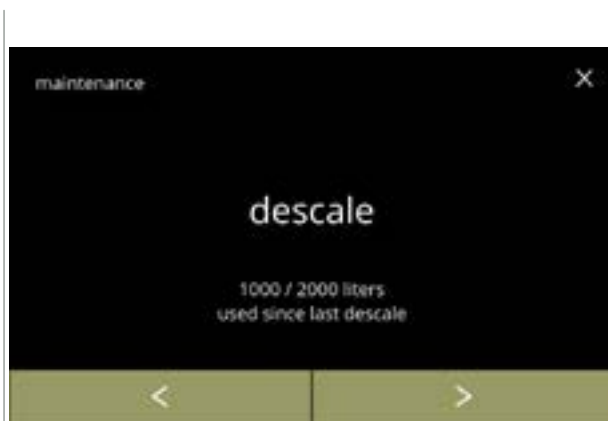 maintenance X
descale
1000 / 2000 liters
used since last descale
< >